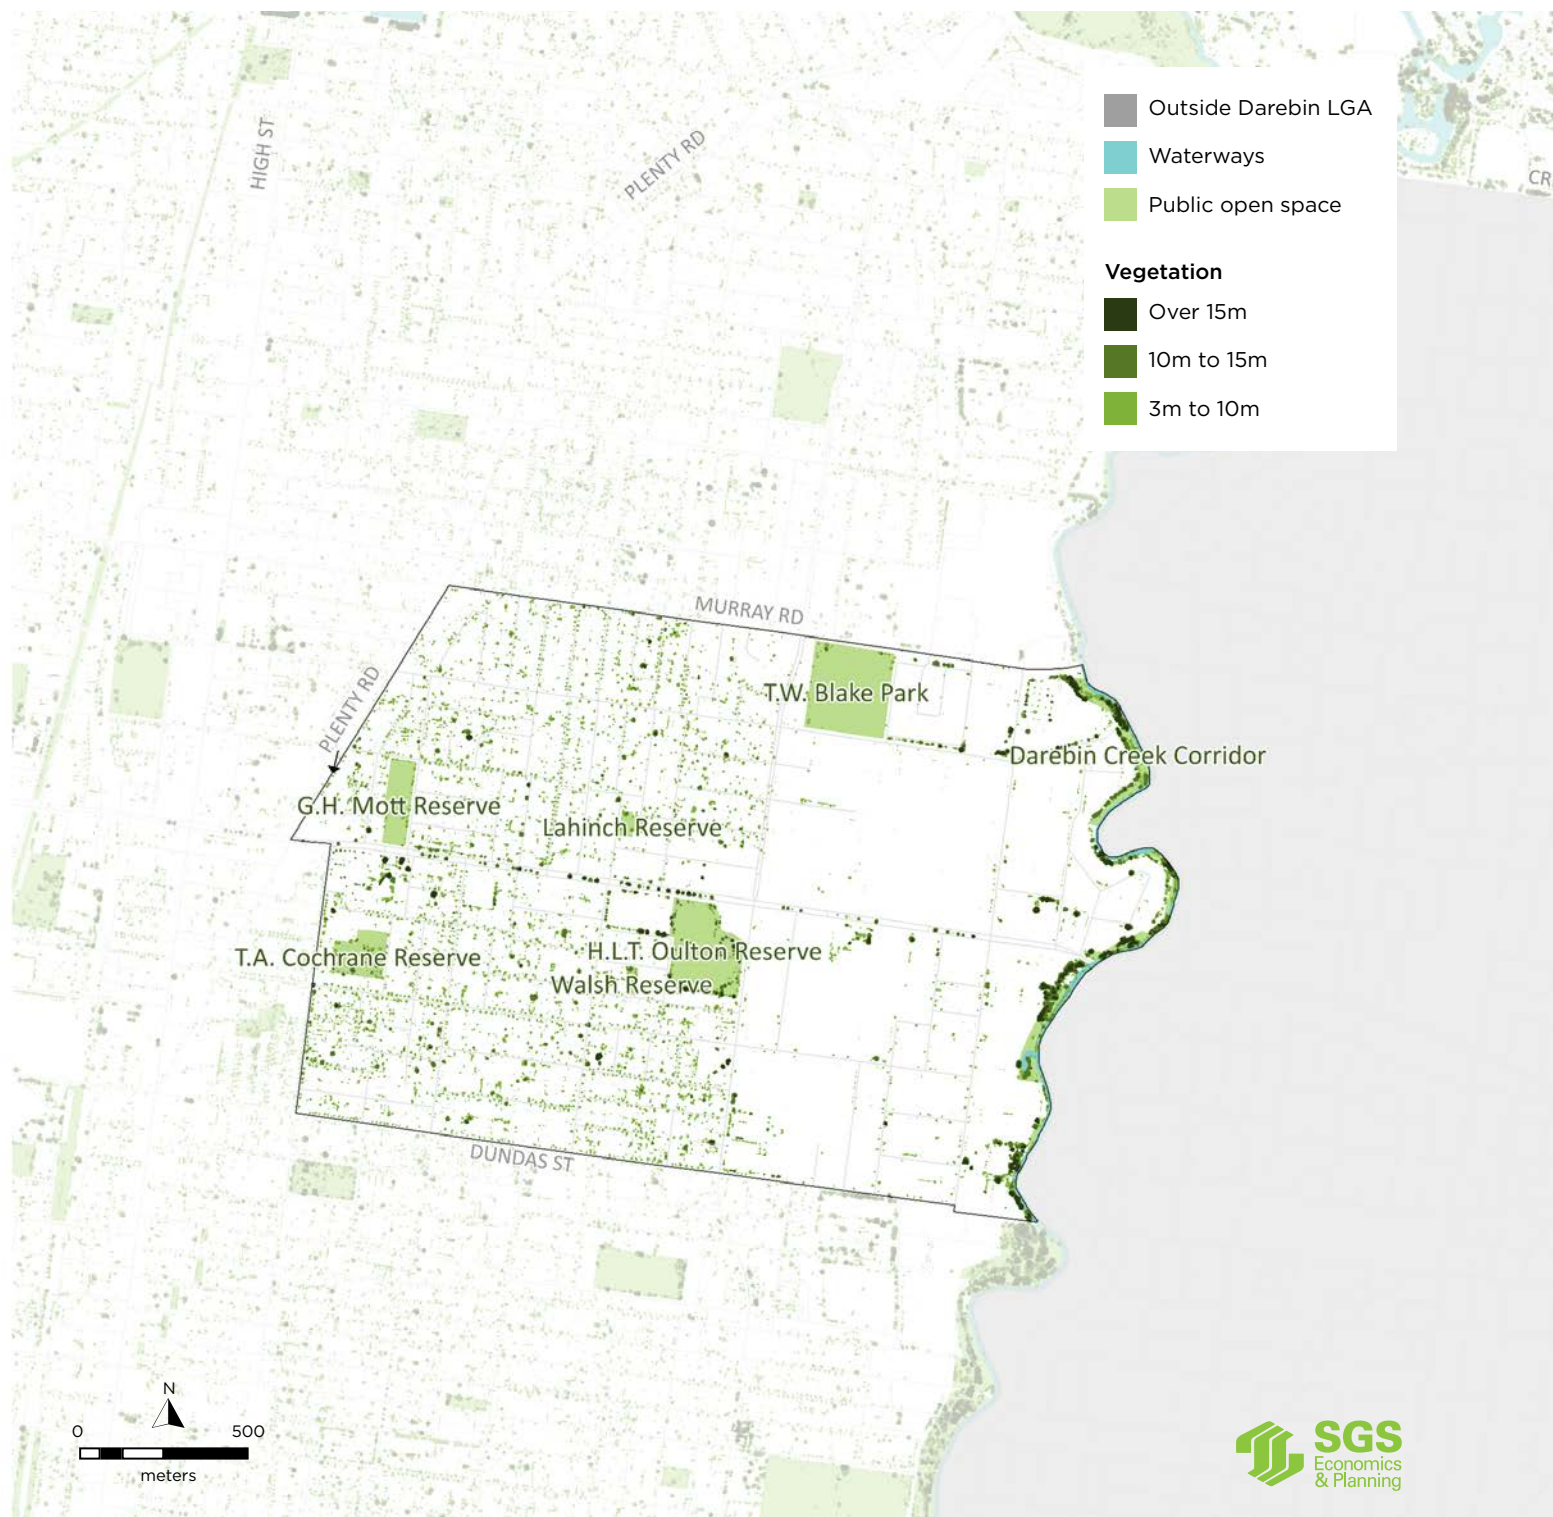 HIGH ST
PLENTY RD
Outside Darebin LGA
Waterways
Public open space
Vegetation
Over 15m
10m to 15m
3m to 10m
CR
MURRAY RD
PLENTY RD
T.W. Blake Park
Darebin Creek Corridor
G.H. Mott Reserve
Lahinch Reserve
T.A. Cochrane Reserve
H.L.T. Oulton Reserve
Walsh Reserve
DUNDAS ST
N
0 500
meters
SGS
Economics
& Planning